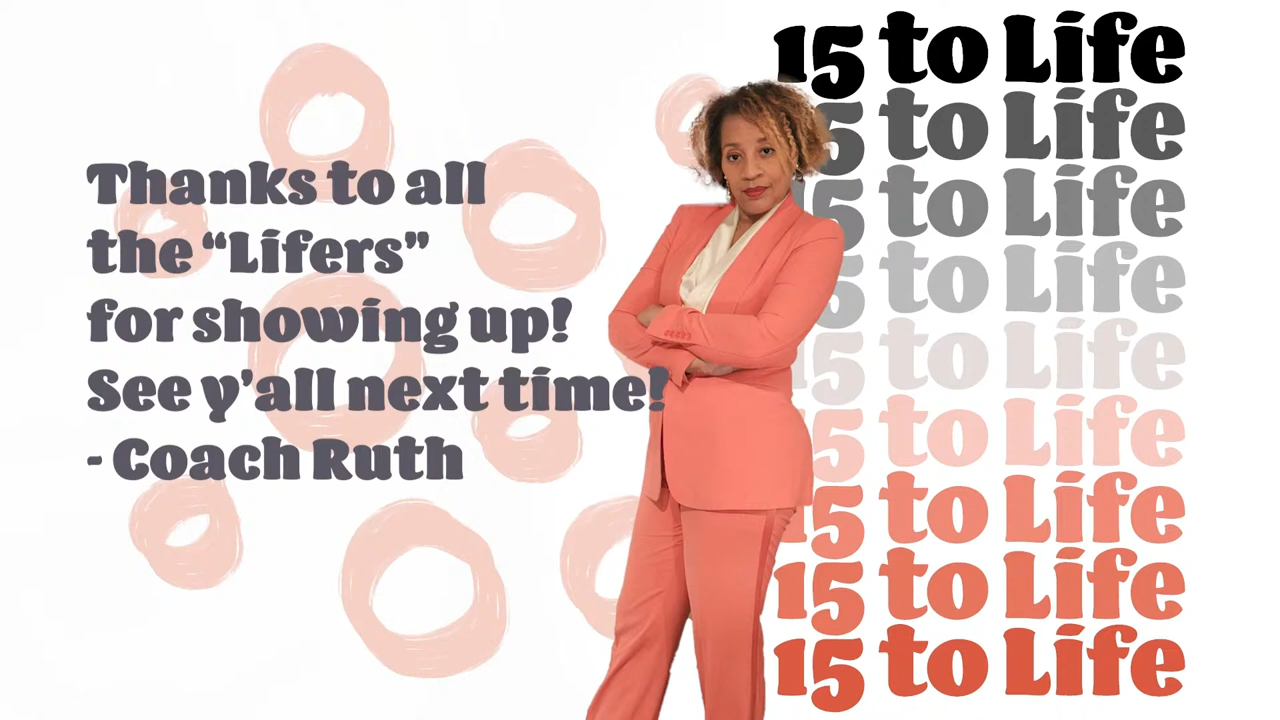 Thanks to all
the “Lifers”
for showing up!
See y’all next time!
- Coach Ruth
15 to Life
15 to Life
15 to Life
15 to Life
15 to Life
15 to Life
15 to Life
15 to Life
15 to Life